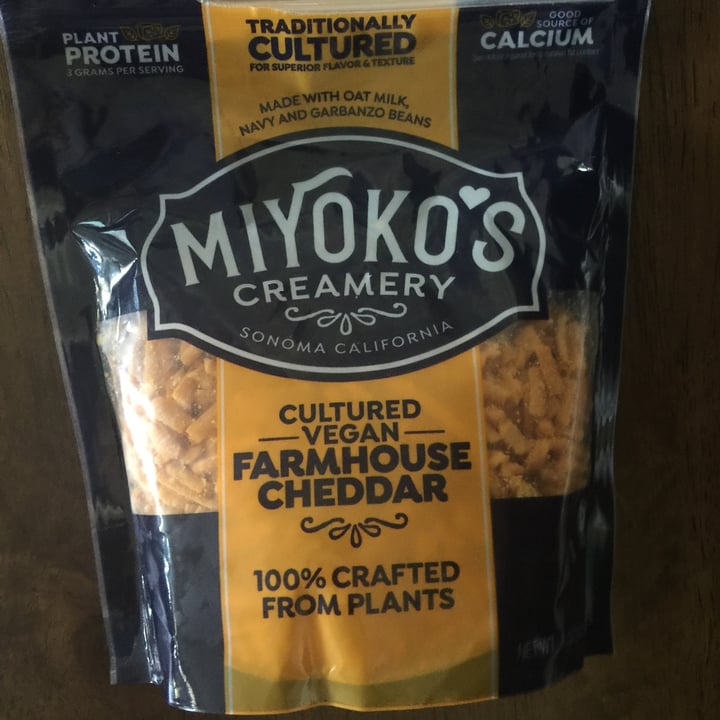 PLANT
PROTEIN
3 GRAMS PER SERVING
TRADITIONALLY
CULTURED
FOR SUPERIOR FLAVOR & TEXTURE
GOOD
SOURCE OF
CALCIUM
MADE WITH OAT MILK,
NAVY AND GARBANZO BEANS
MIYOKO'S
CREAMERY
SONOMA CALIFORNIA
CULTURED
VEGAN
FARMHOUSE
CHEDDAR
100% CRAFTED
FROM PLANTS